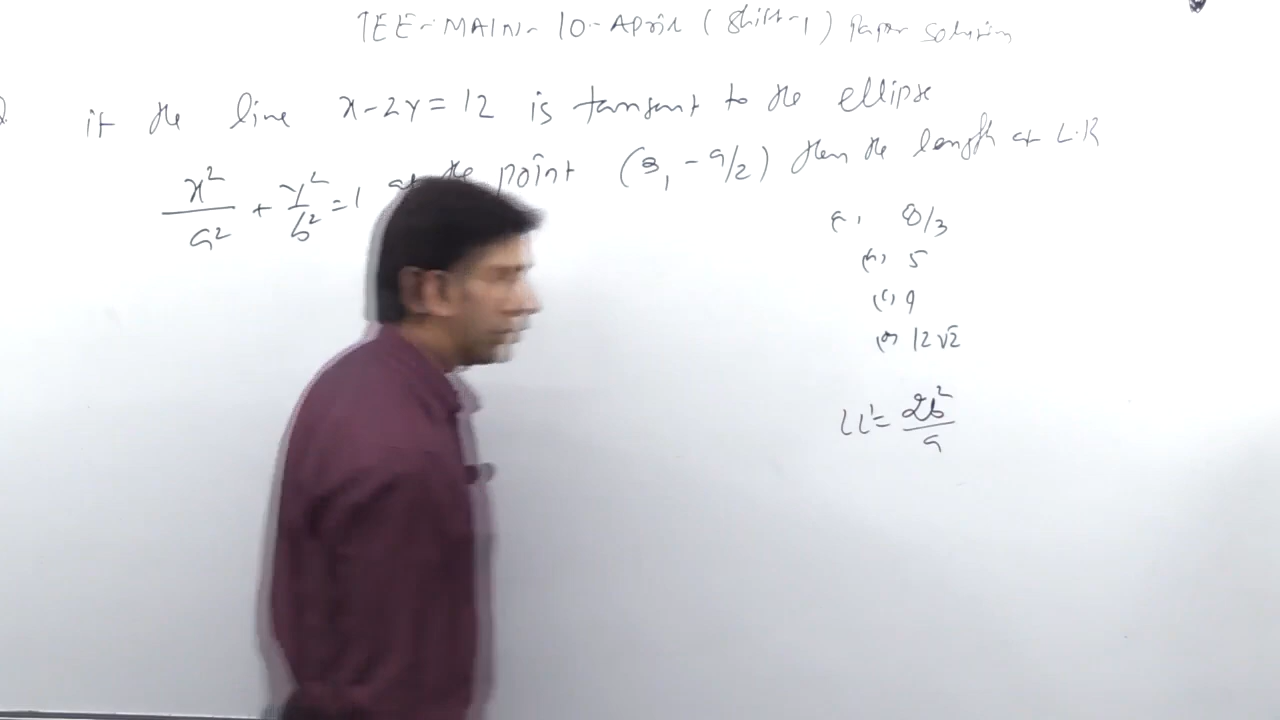 JEE-MAIN-10-April (Shift-1) Paper solution
if the line x-2y=12 is tangent to the ellipse
x²/a² + y²/b² = 1 at the point (3, -9/2) then the length of L.R
8/3
(b) 5
(c) 9
12√2
LL' = 2b²/a